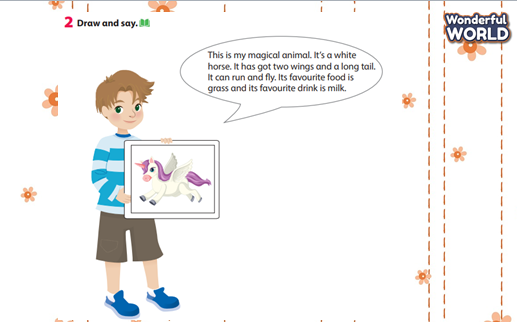 2 Draw and say.
Wonderful
WORLD
This is my magical animal. It's a white
horse. It has got two wings and a long tail.
It can run and fly. Its favourite food is
grass and its favourite drink is milk.